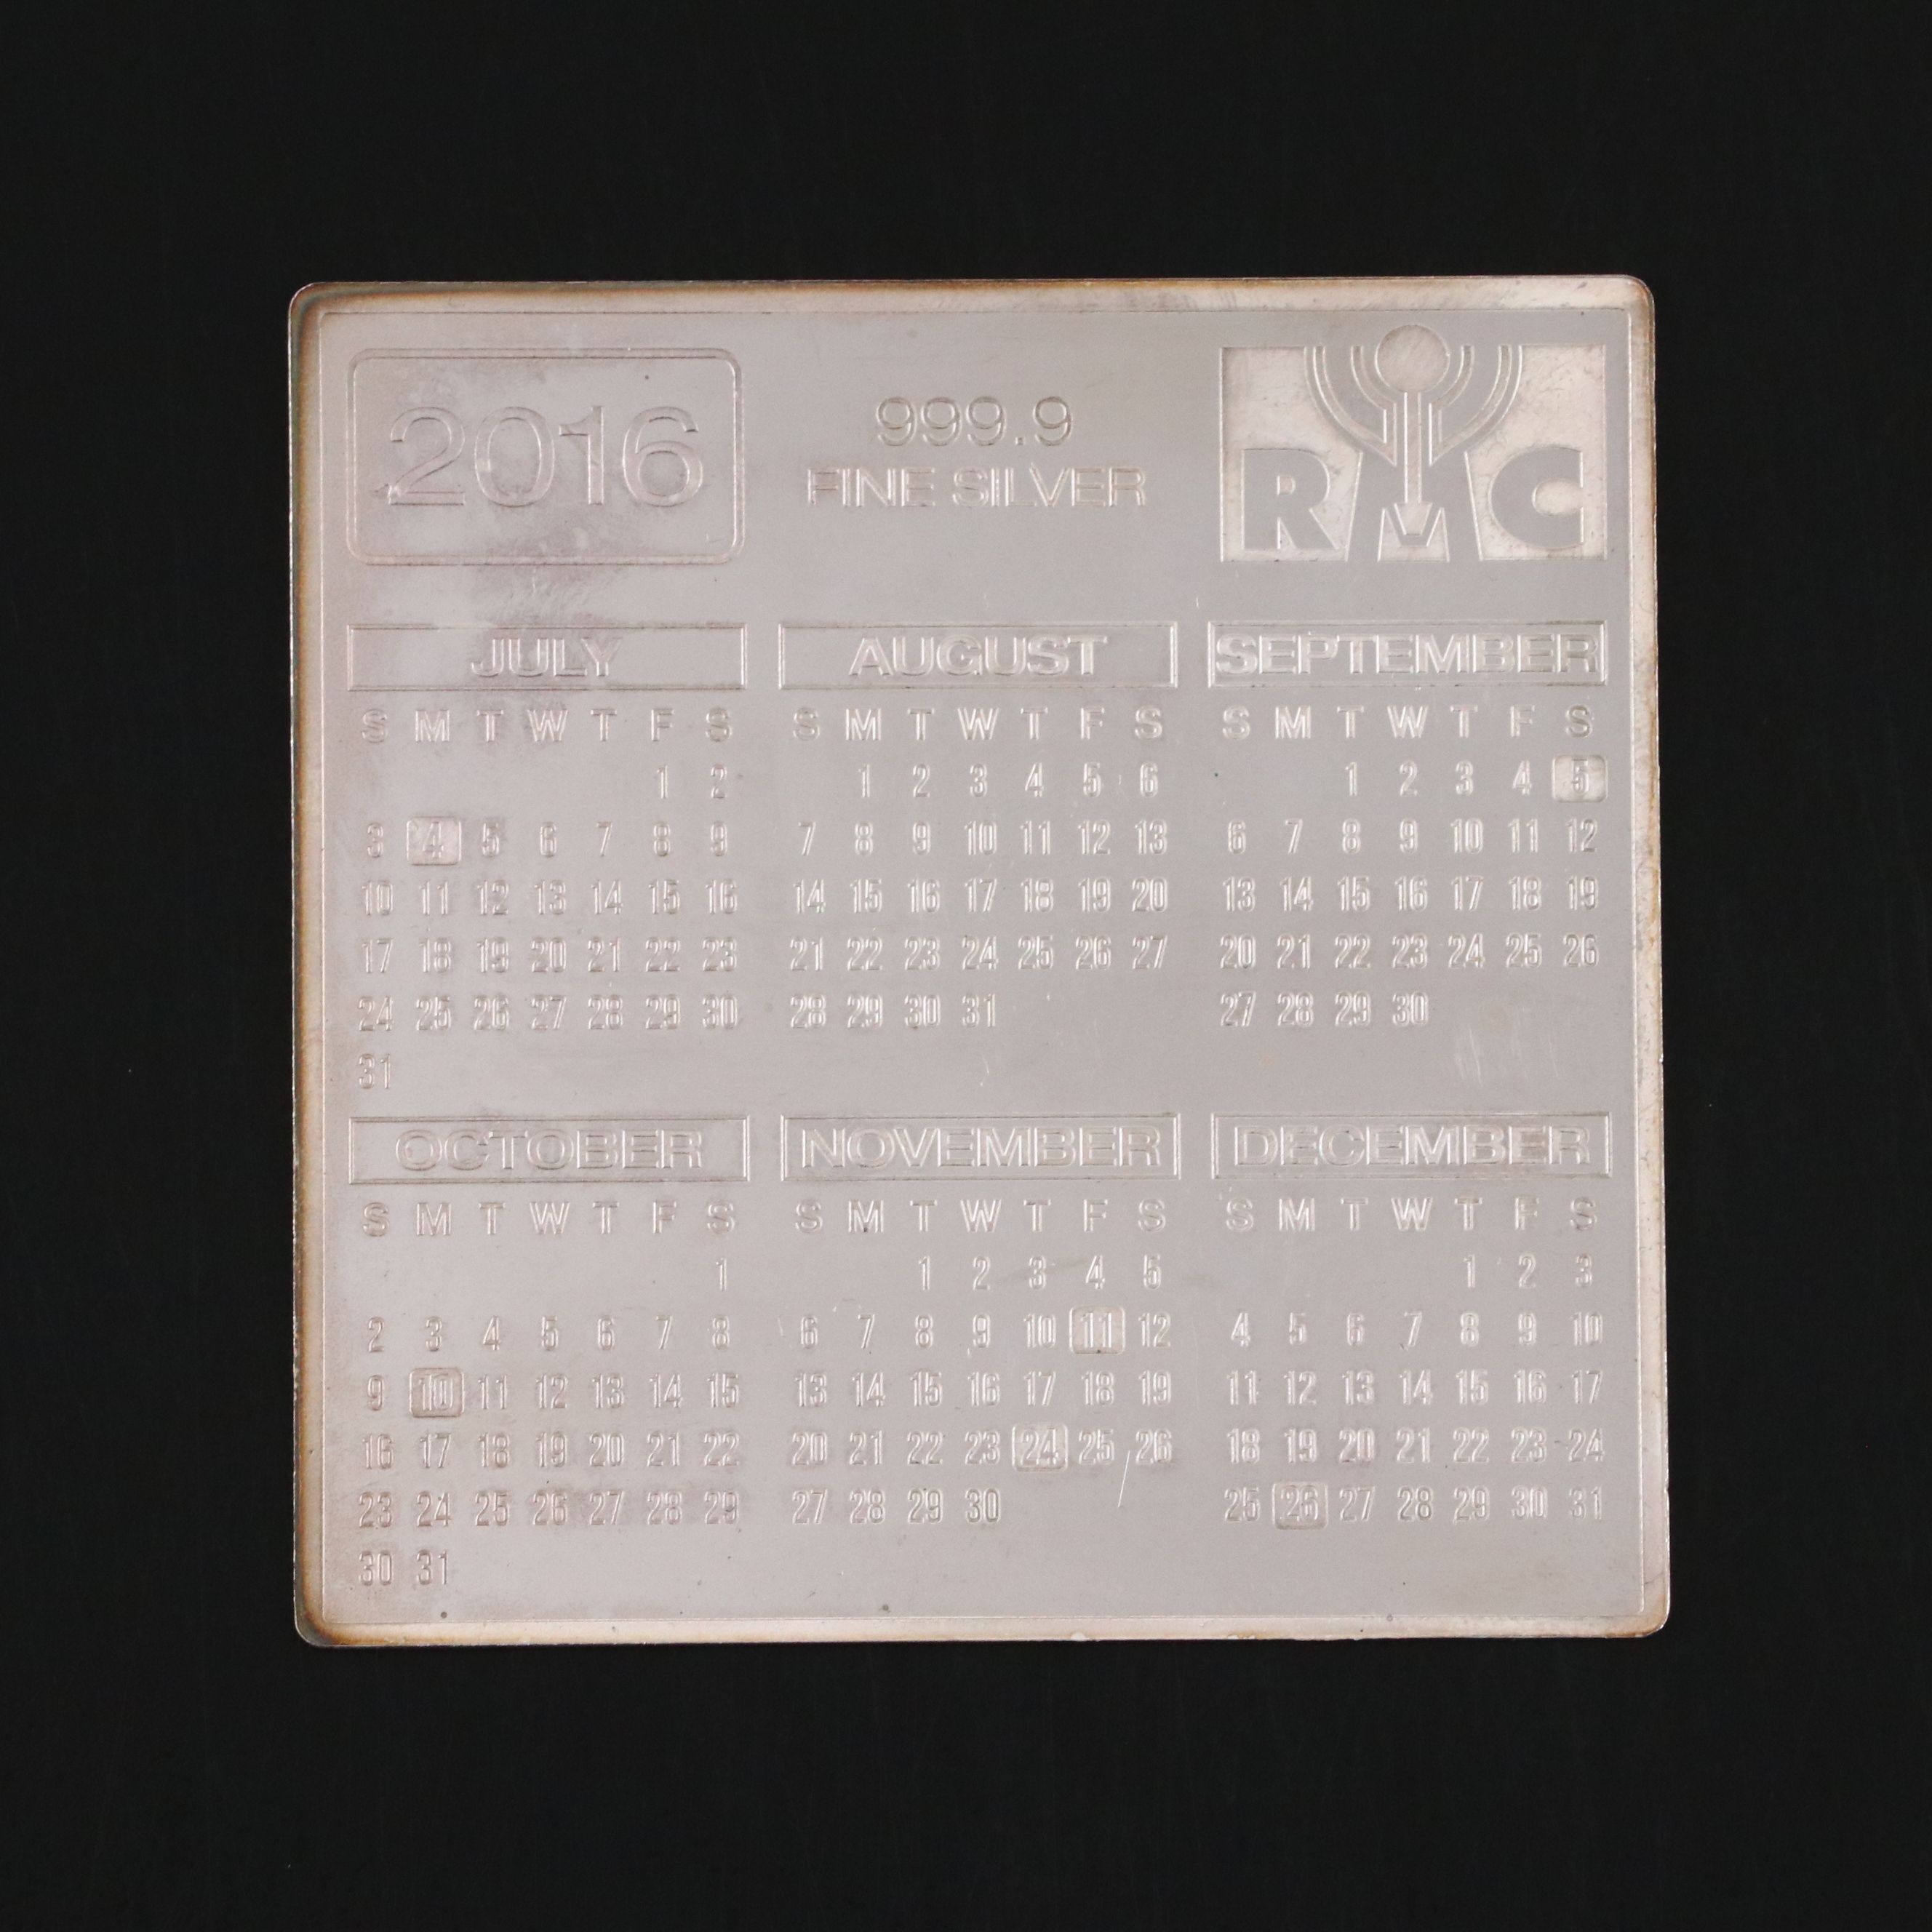 2016
999.9
FINE SILVER
RMC
JULY AUGUST SEPTEMBER
S M T W T F S S M T W T F S S M T W T F S
1 2 1 2 3 4 5 6 1 2 3 4 5
3 4 5 6 7 8 9 7 8 9 10 11 12 13 6 7 8 9 10 11 12
10 11 12 13 14 15 16 14 15 16 17 18 19 20 13 14 15 16 17 18 19
17 18 19 20 21 22 23 21 22 23 24 25 26 27 20 21 22 23 24 25 26
24 25 26 27 28 29 30 28 29 30 31 27 28 29 30
31
OCTOBER NOVEMBER DECEMBER
S M T W T F S S M T W T F S S M T W T F S
1 1 2 3 4 5 1 2 3
2 3 4 5 6 7 8 6 7 8 9 10 11 12 4 5 6 7 8 9 10
9 10 11 12 13 14 15 13 14 15 16 17 18 19 11 12 13 14 15 16 17
16 17 18 19 20 21 22 20 21 22 23 24 25 26 18 19 20 21 22 23 24
23 24 25 26 27 28 29 27 28 29 30 25 26 27 28 29 30 31
30 31